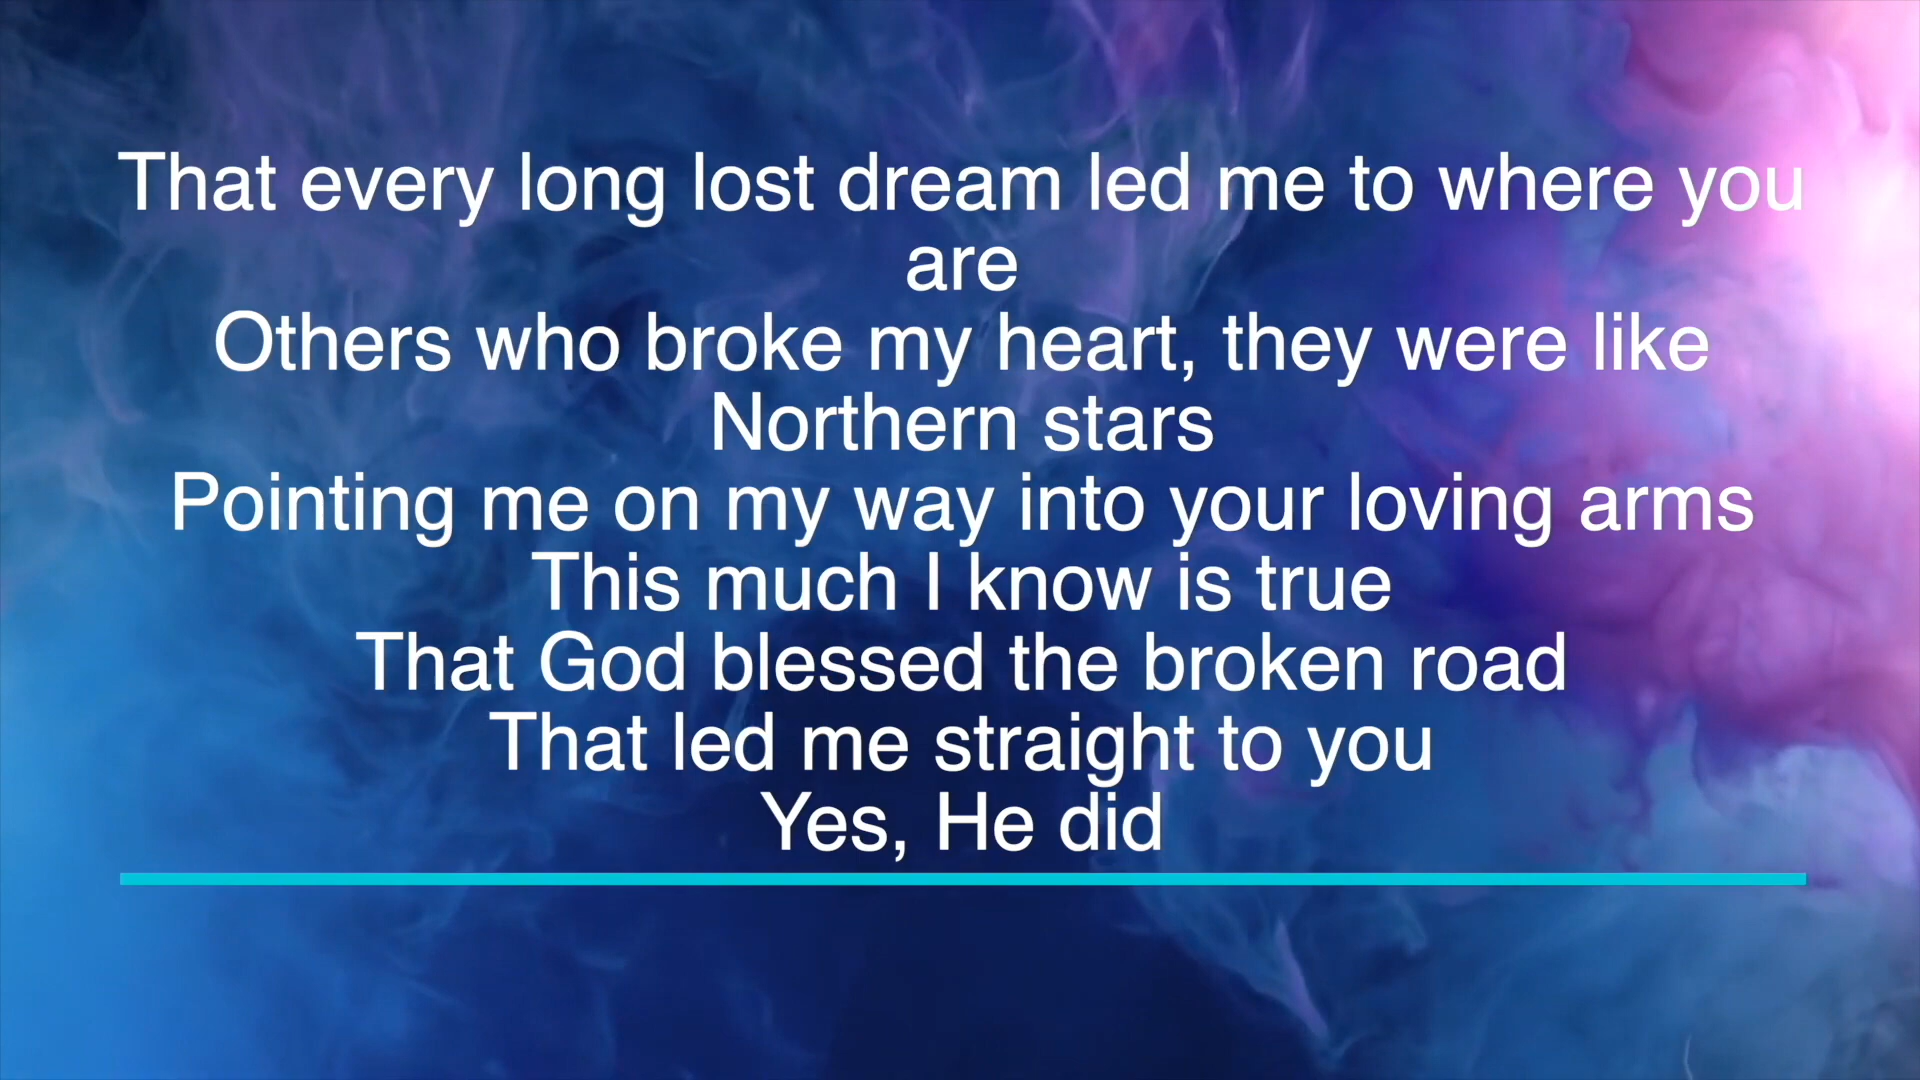 That every long lost dream led me to where you
are
Others who broke my heart, they were like
Northern stars
Pointing me on my way into your loving arms
This much I know is true
That God blessed the broken road
That led me straight to you
Yes, He did